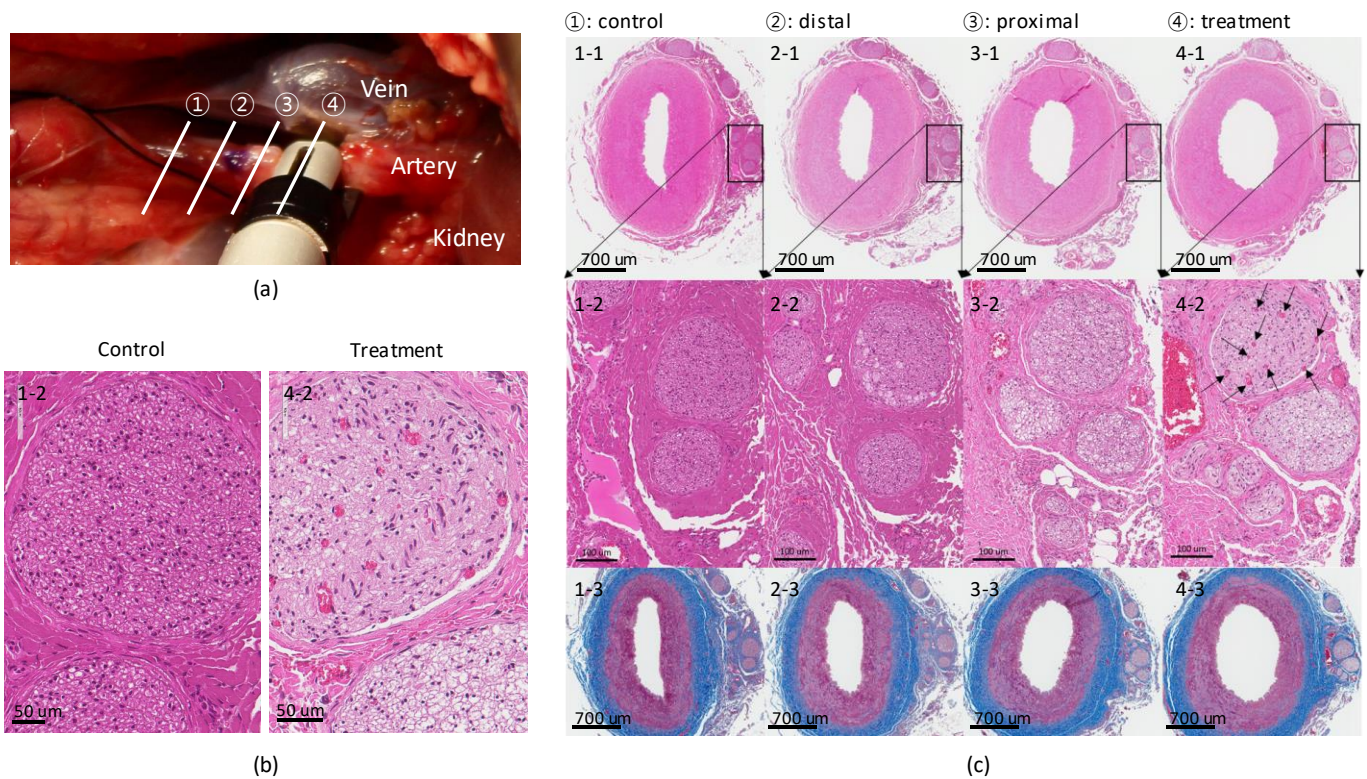 ①: control ②: distal ③: proximal ④: treatment
① ② ③ ④ Vein
Artery
Kidney
(a)
1-1 2-1 3-1 4-1
700 um 700 um 700 um 700 um
1-2 2-2 3-2 4-2
100 um 100 um 100 um 100 um
Control Treatment
1-2 4-2
50 um 50 um
(b)
1-3 2-3 3-3 4-3
700 um 700 um 700 um 700 um
(c)